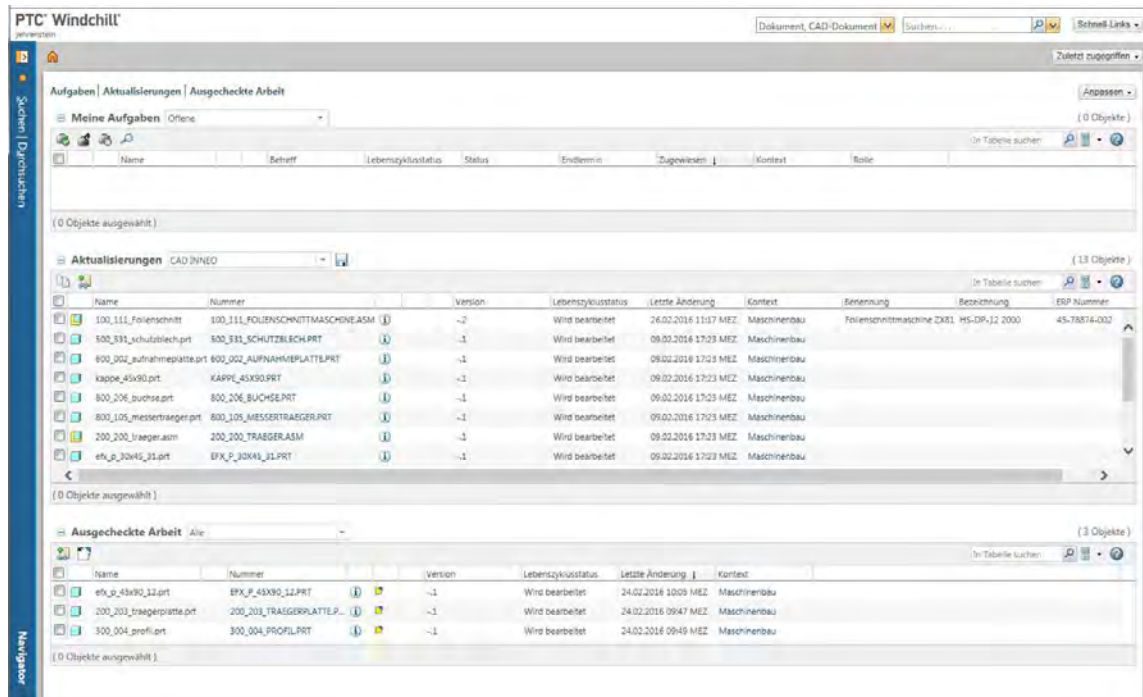 PTC® Windchill®
jehrenstein
Dokument, CAD-Dokument
Suchen . . . .
Schnell-Links
Zuletzt zugegriffen
Suchen | Durchsuchen
Navigator
Aufgaben | Aktualisierungen | Ausgecheckte Arbeit
Anpassen
Meine Aufgaben Offene
( 0 Objekte )
In Tabelle suchen
Name Betreff Lebenszyklusstatus Status Endtermin Zugewiesen ↓ Kontext Rolle
( 0 Objekte ausgewählt )
Aktualisierungen CAD INNEO
( 13 Objekte )
In Tabelle suchen
Name Nummer Version Lebenszyklusstatus Letzte Änderung Kontext Benennung Bezeichnung ERP Nummer
100_111_Folienschnitt 100_111_FOLIENSCHNITTMASCHINE.ASM -.2 Wird bearbeitet 26.02.2016 11:17 MEZ Maschinenbau Folienschnittmaschine ZX81 HS-DP-12 2000 45-78874-002
500_531_schutzblech.prt 500_531_SCHUTZBLECH.PRT -.1 Wird bearbeitet 09.02.2016 17:23 MEZ Maschinenbau
600_002_aufnahmeplatte.prt 600_002_AUFNAHMEPLATTE.PRT -.1 Wird bearbeitet 09.02.2016 17:23 MEZ Maschinenbau
kappe_45x90.prt KAPPE_45X90.PRT -.1 Wird bearbeitet 09.02.2016 17:23 MEZ Maschinenbau
800_206_buchse.prt 800_206_BUCHSE.PRT -.1 Wird bearbeitet 09.02.2016 17:23 MEZ Maschinenbau
800_105_messertraeger.prt 800_105_MESSERTRAEGER.PRT -.1 Wird bearbeitet 09.02.2016 17:23 MEZ Maschinenbau
200_200_traeger.asm 200_200_TRAEGER.ASM -.1 Wird bearbeitet 09.02.2016 17:23 MEZ Maschinenbau
efx_p_30x45_31.prt EFX_P_30X45_31.PRT -.1 Wird bearbeitet 09.02.2016 17:23 MEZ Maschinenbau
( 0 Objekte ausgewählt )
Ausgecheckte Arbeit Alle
( 3 Objekte )
In Tabelle suchen
Name Nummer Version Lebenszyklusstatus Letzte Änderung ↓ Kontext
efx_p_45x90_12.prt EFX_P_45X90_12.PRT -.1 Wird bearbeitet 24.02.2016 10:05 MEZ Maschinenbau
200_203_traegerplatte.prt 200_203_TRAEGERPLATTE.P... -.1 Wird bearbeitet 24.02.2016 09:47 MEZ Maschinenbau
300_004_profil.prt 300_004_PROFIL.PRT -.1 Wird bearbeitet 24.02.2016 09:49 MEZ Maschinenbau
( 0 Objekte ausgewählt )